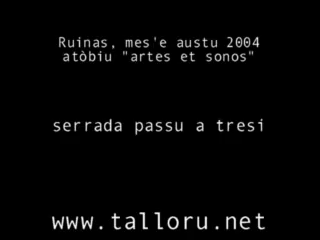 Ruinas, mes'e austu 2004
atòbiu "artes et sonos"
serrada passu a tresi
www.talloru.net